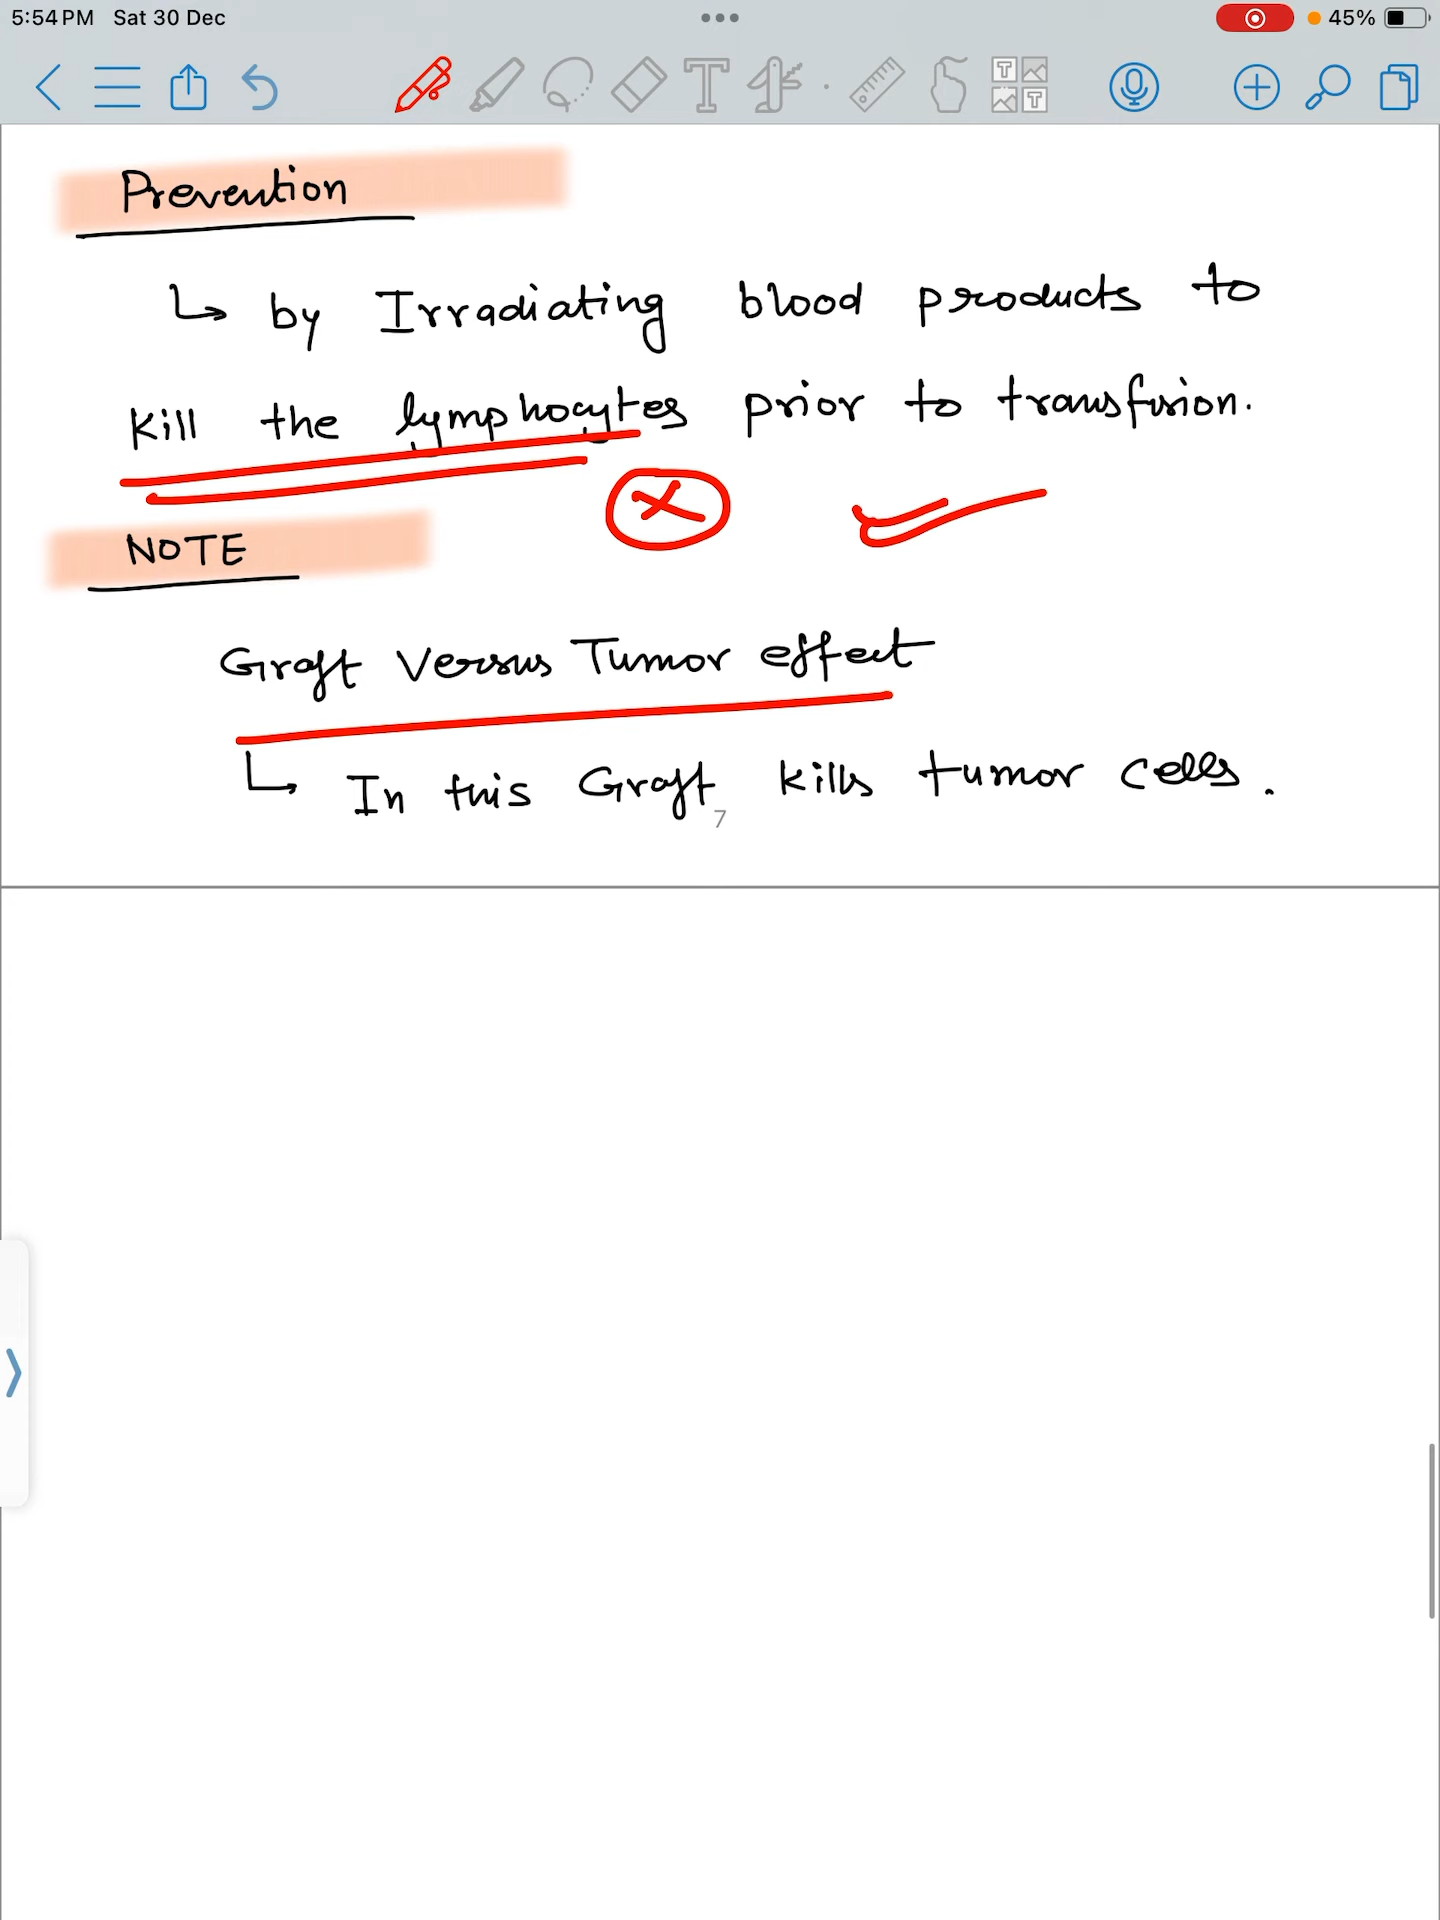 5:54 PM Sat 30 Dec
45%
Prevention
↳ by Irradiating blood products to
Kill the lymphocytes prior to transfusion.
NOTE
Graft Versus Tumor effect
↳ In this Graft kills tumor cells.
7